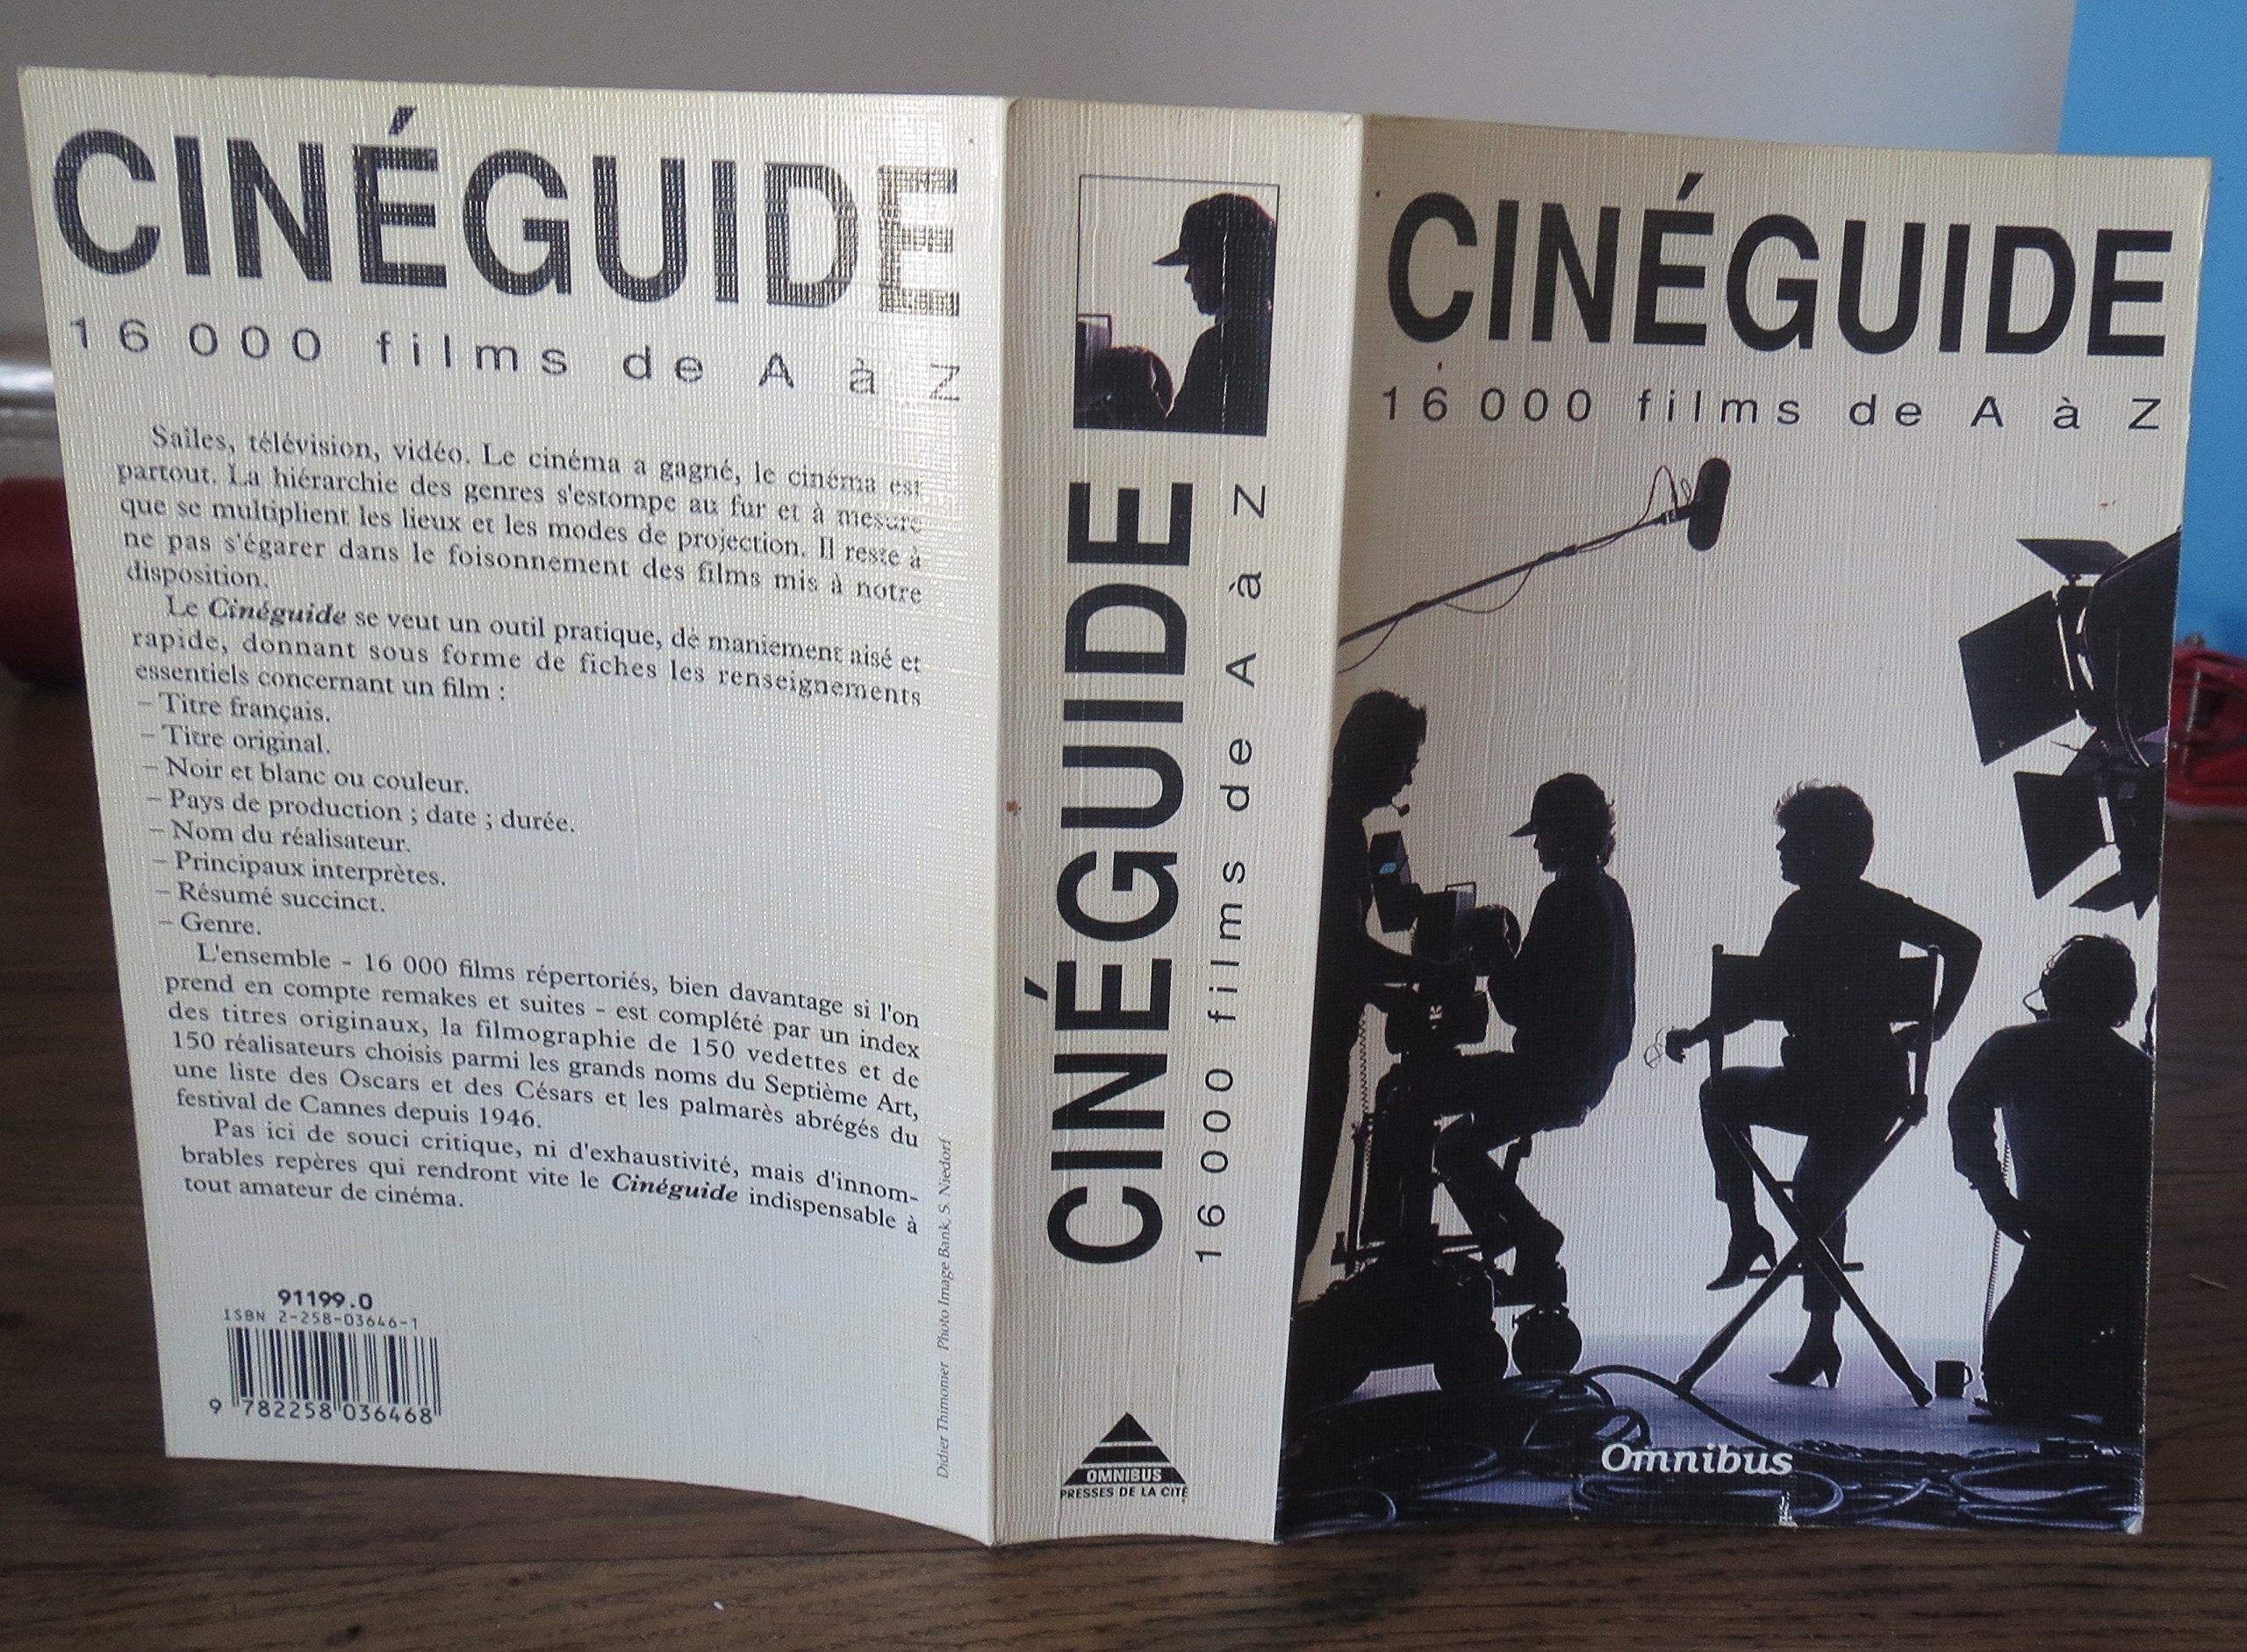 CINÉGUIDE
16 000 films de A à Z
Salles, télévision, vidéo. Le cinéma a gagné, le cinéma est
partout. La hiérarchie des genres s'estompe au fur et à mesure
que se multiplient les lieux et les modes de projection. Il reste à
ne pas s'égarer dans le foisonnement des films mis à notre
disposition.
Le Cinéguide se veut un outil pratique, de maniement aisé et
rapide, donnant sous forme de fiches les renseignements
essentiels concernant un film :
– Titre français.
– Titre original.
– Noir et blanc ou couleur.
– Pays de production ; date ; durée.
– Nom du réalisateur.
– Principaux interprètes.
– Résumé succinct.
– Genre.
L'ensemble - 16 000 films répertoriés, bien davantage si l'on
prend en compte remakes et suites - est complété par un index
des titres originaux, la filmographie de 150 vedettes et de
150 réalisateurs choisis parmi les grands noms du Septième Art,
une liste des Oscars et des Césars et les palmarès abrégés du
festival de Cannes depuis 1946.
Pas ici de souci critique, ni d'exhaustivité, mais d'innom-
brables repères qui rendront vite le Cinéguide indispensable à
tout amateur de cinéma.
91199.0
ISBN 2-258-03646-1
9 782258 036468
Didier Thimonier Photo Image Bank, S. Niedorf
CINÉGUIDE
16 000 films de A à Z
OMNIBUS
PRESSES DE LA CITÉ
CINÉGUIDE
16 000 films de A à Z
Omnibus